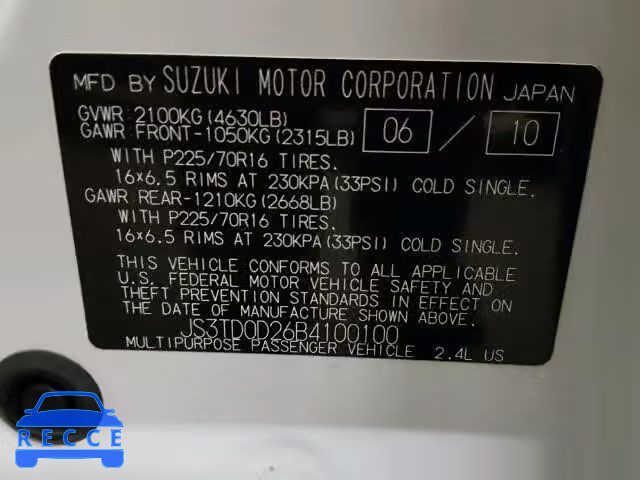 MFD BY SUZUKI MOTOR CORPORATION JAPAN
GVWR 2100KG(4630LB)
GAWR FRONT-1050KG(2315LB) 06 / 10
WITH P225/70R16 TIRES.
16×6.5 RIMS AT 230KPA(33PSI) COLD SINGLE.
GAWR REAR-1210KG(2668LB)
WITH P225/70R16 TIRES.
16×6.5 RIMS AT 230KPA(33PSI) COLD SINGLE.
THIS VEHICLE CONFORMS TO ALL APPLICABLE
U.S. FEDERAL MOTOR VEHICLE SAFETY AND
THEFT PREVENTION STANDARDS IN EFFECT ON
THE DATE OF MANUFACTURE SHOWN ABOVE.
JS3TD0D26B4100100
MULTIPURPOSE PASSENGER VEHICLE 2.4L US
RECCE